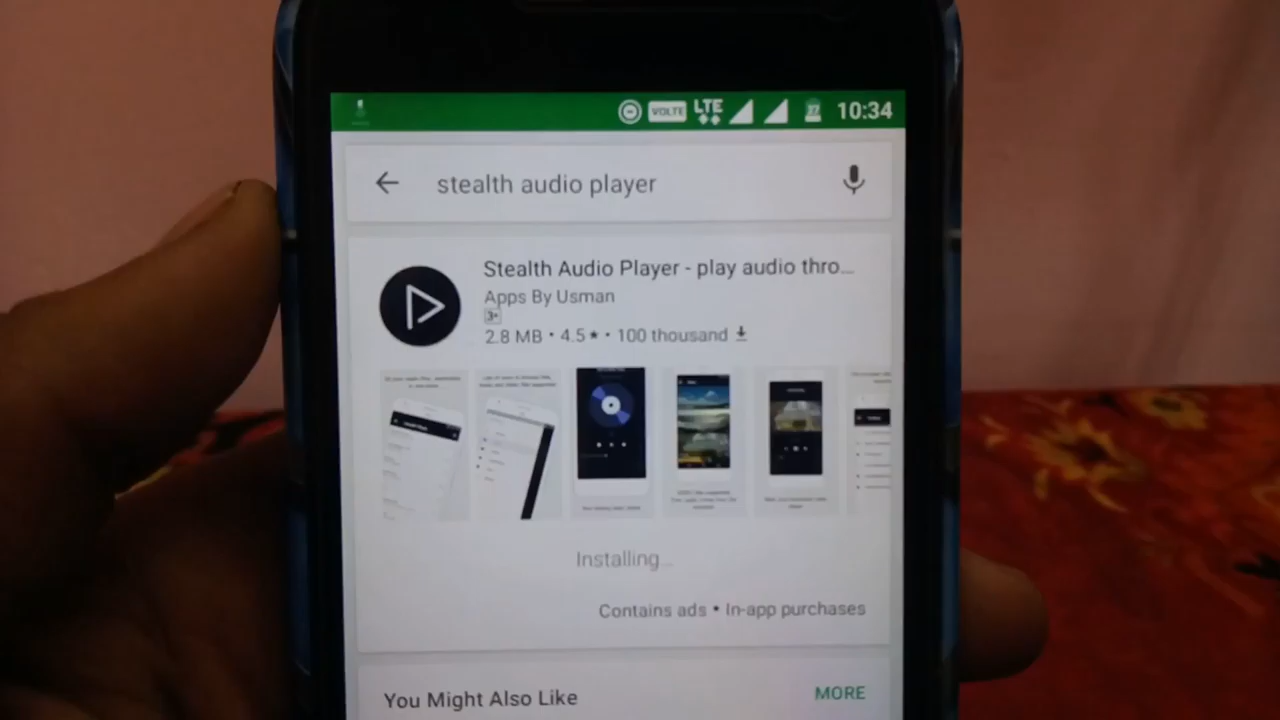 VOLTE LTE 37 10:34
stealth audio player
Stealth Audio Player - play audio thro...
Apps By Usman
3+
2.8 MB • 4.5 ★ • 100 thousand
Installing...
Contains ads • In-app purchases
You Might Also Like
MORE